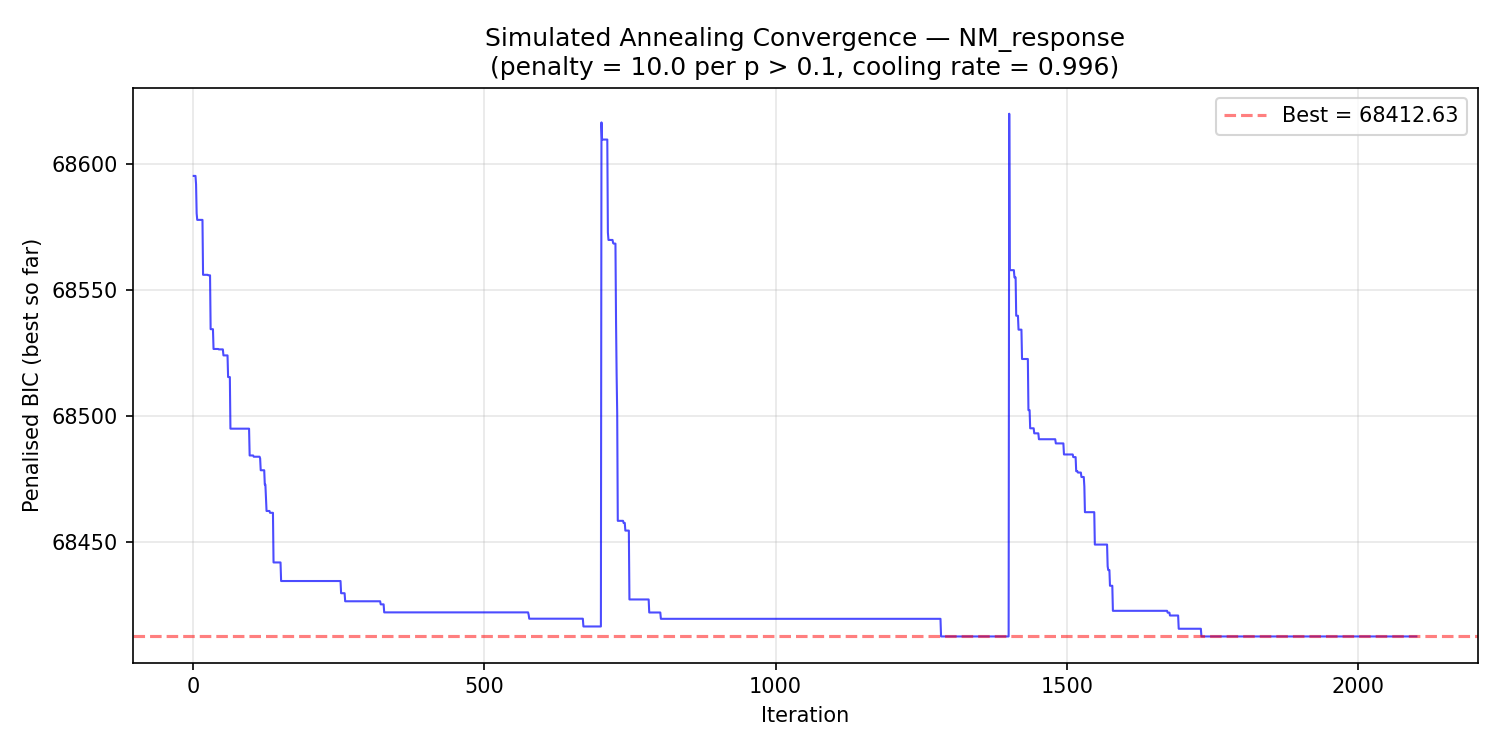 Simulated Annealing Convergence — NM_response
(penalty = 10.0 per p > 0.1, cooling rate = 0.996)
Best = 68412.63
Penalised BIC (best so far)
68600
68550
68500
68450
0
500
1000
1500
2000
Iteration